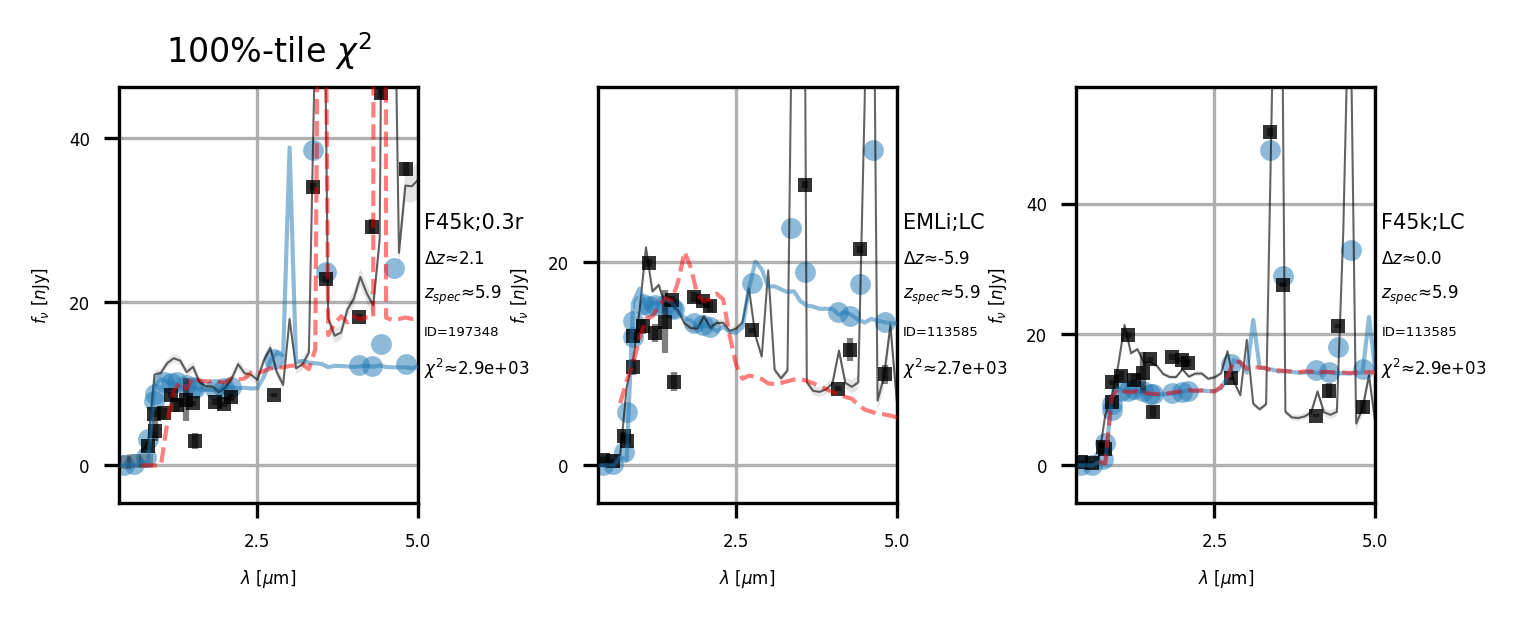 100%-tile χ²
40
20
0
2.5
5.0
f_ν [nJy]
λ [μm]
F45k;0.3r
Δz≈2.1
z_spec≈5.9
ID=197348
χ²≈2.9e+03
20
0
2.5
5.0
f_ν [nJy]
λ [μm]
EMLi;LC
Δz≈-5.9
z_spec≈5.9
ID=113585
χ²≈2.7e+03
40
20
0
2.5
5.0
f_ν [nJy]
λ [μm]
F45k;LC
Δz≈0.0
z_spec≈5.9
ID=113585
χ²≈2.9e+03